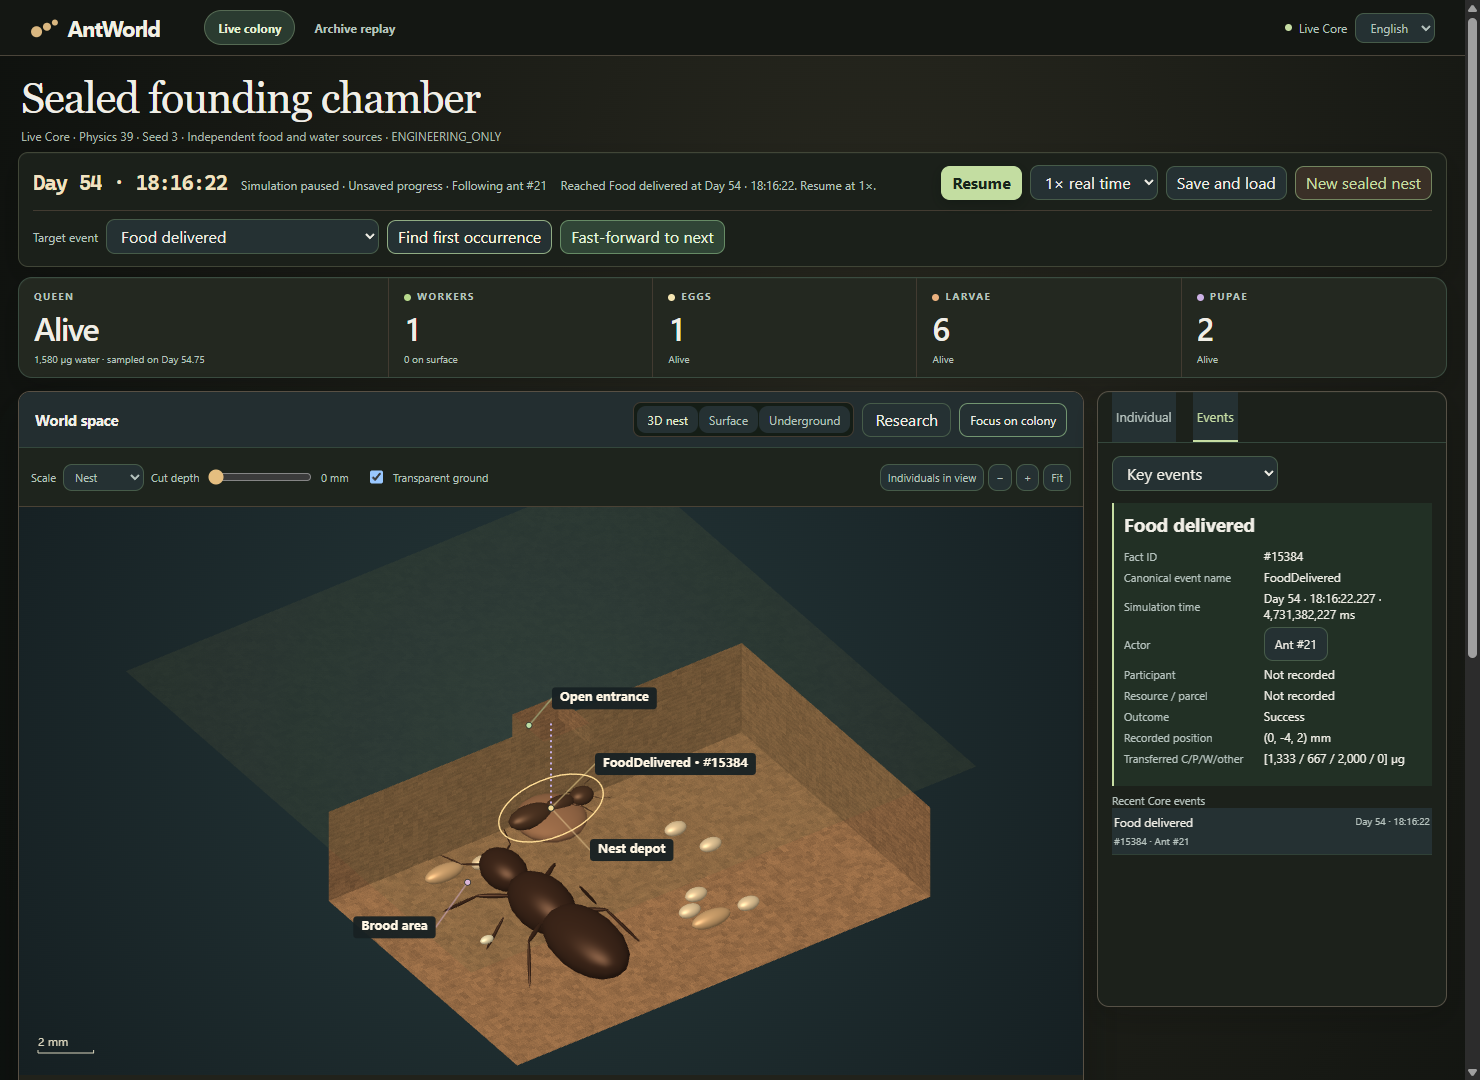 AntWorld
Live colony
Archive replay
Live Core
English
Sealed founding chamber
Live Core · Physics 39 · Seed 3 · Independent food and water sources · ENGINEERING_ONLY
Day 54 · 18:16:22
Simulation paused · Unsaved progress · Following ant #21
Reached Food delivered at Day 54 · 18:16:22. Resume at 1×.
Resume
1× real time
Save and load
New sealed nest
Target event
Food delivered
Find first occurrence
Fast-forward to next
QUEEN
Alive
1,580 µg water · sampled on Day 54.75
WORKERS
1
0 on surface
EGGS
1
Alive
LARVAE
6
Alive
PUPAE
2
Alive
World space
3D nest
Surface
Underground
Research
Focus on colony
Scale
Nest
Cut depth
0 mm
Transparent ground
Individuals in view
−
+
Fit
Open entrance
FoodDelivered • #15384
Nest depot
Brood area
2 mm
Individual
Events
Key events
Food delivered
Fact ID
#15384
Canonical event name
FoodDelivered
Simulation time
Day 54 · 18:16:22.227 ·
4,731,382,227 ms
Actor
Ant #21
Participant
Not recorded
Resource / parcel
Not recorded
Outcome
Success
Recorded position
(0, -4, 2) mm
Transferred C/P/W/other
[1,333 / 667 / 2,000 / 0] µg
Recent Core events
Food delivered
Day 54 · 18:16:22
#15384 · Ant #21